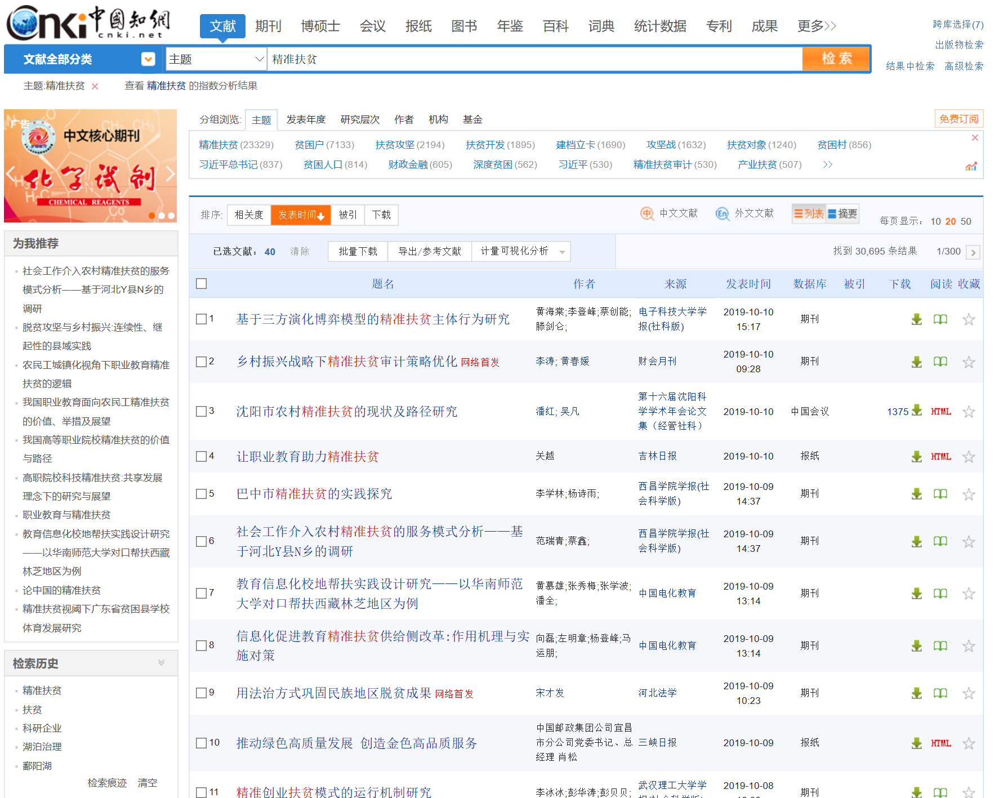 Cnki中國知網
cnki.net
文献 期刊 博硕士 会议 报纸 图书 年鉴 百科 词典 统计数据 专利 成果 更多>>
跨库选择(7)
出版物检索
文献全部分类 主题 精准扶贫 检索
结果中检索 高级检索
主题:精准扶贫 × 查看 精准扶贫 的指数分析结果
广告
中文核心期刊
化学试剂
CHEMICAL REAGENTS
分组浏览: 主题 发表年度 研究层次 作者 机构 基金 免费订阅
精准扶贫(23329) 贫困户(7133) 扶贫攻坚(2194) 扶贫开发(1895) 建档立卡(1690) 攻坚战(1632) 扶贫对象(1240) 贫困村(856)
习近平总书记(837) 贫困人口(814) 财政金融(605) 深度贫困(562) 习近平(530) 精准扶贫审计(530) 产业扶贫(507) >>
排序: 相关度 发表时间 被引 下载 中文文献 外文文献 列表 摘要 每页显示: 10 20 50
已选文献: 40 清除 批量下载 导出/参考文献 计量可视化分析 找到 30,695 条结果 1/300 >
题名 作者 来源 发表时间 数据库 被引 下载 阅读 收藏
1 基于三方演化博弈模型的精准扶贫主体行为研究 黄海棠;李登峰;蔡创能;滕剑仑; 电子科技大学学报(社科版) 2019-10-10 15:17 期刊
2 乡村振兴战略下精准扶贫审计策略优化 网络首发 李涛; 黄春媛 财会月刊 2019-10-10 09:28 期刊
3 沈阳市农村精准扶贫的现状及路径研究 潘红; 吴凡 第十六届沈阳科学学术年会论文集（经管社科） 2019-10-10 中国会议 1375 HTML
4 让职业教育助力精准扶贫 关越 吉林日报 2019-10-10 报纸 HTML
5 巴中市精准扶贫的实践探究 李学林;杨诗雨; 西昌学院学报(社会科学版) 2019-10-09 14:37 期刊
6 社会工作介入农村精准扶贫的服务模式分析——基于河北Y县N乡的调研 范瑞青;蔡鑫; 西昌学院学报(社会科学版) 2019-10-09 14:37 期刊
7 教育信息化校地帮扶实践设计研究——以华南师范大学对口帮扶西藏林芝地区为例 黄慕雄;张秀梅;张学波;潘全; 中国电化教育 2019-10-09 13:14 期刊
8 信息化促进教育精准扶贫供给侧改革:作用机理与实施对策 向磊;左明章;杨登峰;马运朋; 中国电化教育 2019-10-09 13:14 期刊
9 用法治方式巩固民族地区脱贫成果 网络首发 宋才发 河北法学 2019-10-09 10:23 期刊
10 推动绿色高质量发展 创造金色高品质服务 中国邮政集团公司宜昌市分公司党委书记、总经理 肖松 三峡日报 2019-10-09 报纸 HTML
11 精准创业扶贫模式的运行机制研究 李冰冰;彭华涛;彭贝贝; 武汉理工大学学 2019-10-08 期刊
为我推荐
社会工作介入农村精准扶贫的服务
模式分析——基于河北Y县N乡的
调研
脱贫攻坚与乡村振兴:连续性、继
起性的县域实践
农民工城镇化视角下职业教育精准
扶贫的逻辑
我国职业教育面向农民工精准扶贫
的价值、举措及展望
我国高等职业院校精准扶贫的价值
与路径
高职院校科技精准扶贫:共享发展
理念下的研究与展望
职业教育与精准扶贫
教育信息化校地帮扶实践设计研究
——以华南师范大学对口帮扶西藏
林芝地区为例
论中国的精准扶贫
精准扶贫视阈下广东省贫困县学校
体育发展研究
检索历史
精准扶贫
扶贫
科研企业
湖泊治理
鄱阳湖
检索痕迹 清空